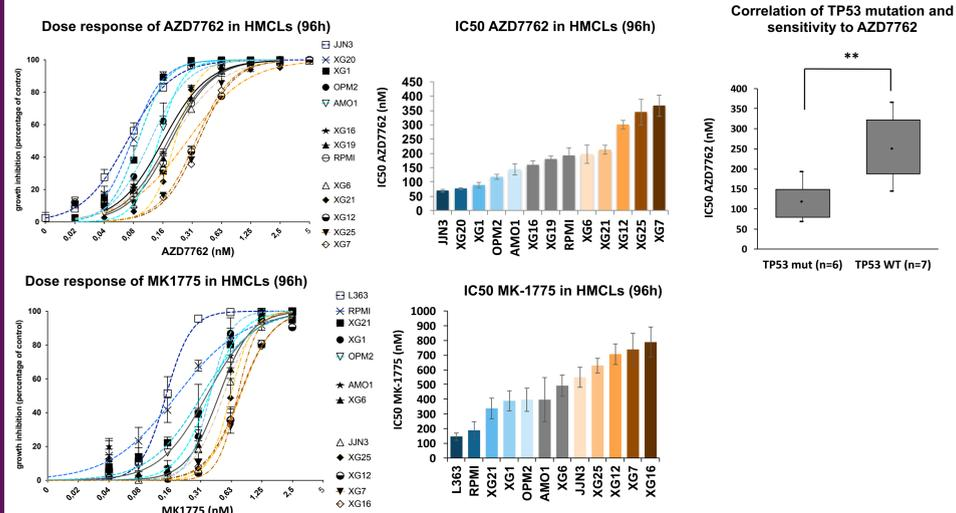 Dose response of AZD7762 in HMCLs (96h)
growth inhibition (percentage of control)
100
80
60
40
20
0
0
0,02
0,04
0,08
0,16
0,31
0,63
1,25
2,5
5
AZD7762 (nM)
JJN3
XG20
XG1
OPM2
AMO1
XG16
XG19
RPMI
XG6
XG21
XG12
XG25
XG7
IC50 AZD7762 in HMCLs (96h)
IC50 AZD7762 (nM)
450
400
350
300
250
200
150
100
50
50
0
JJN3
XG20
XG1
OPM2
AMO1
XG16
XG19
RPMI
XG6
XG21
XG12
XG25
XG7
Correlation of TP53 mutation and
sensitivity to AZD7762
**
IC50 AZD7762 (nM)
400
350
300
250
200
150
100
50
0
TP53 mut (n=6)
TP53 WT (n=7)
Dose response of MK1775 in HMCLs (96h)
growth inhibition (percentage of control)
100
80
60
40
20
0
0
0,02
0,04
0,08
0,16
0,31
0,63
1,25
2,5
5
MK1775 (nM)
L363
RPMI
XG21
XG1
OPM2
AMO1
XG6
JJN3
XG25
XG12
XG7
XG16
IC50 MK-1775 in HMCLs (96h)
IC50 MK-1775 (nM)
1000
900
800
700
600
500
400
300
200
100
0
L363
RPMI
XG21
XG1
OPM2
AMO1
XG6
JJN3
XG25
XG12
XG7
XG16